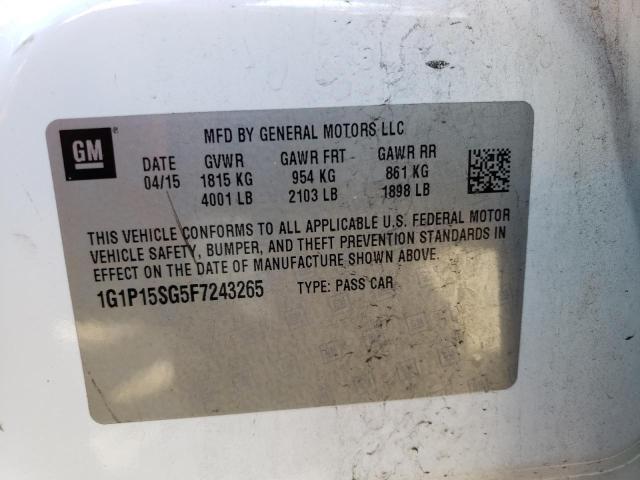 GM
MFD BY GENERAL MOTORS LLC
DATE GVWR GAWR FRT GAWR RR
04/15 1815 KG 954 KG 861 KG
4001 LB 2103 LB 1898 LB
THIS VEHICLE CONFORMS TO ALL APPLICABLE U.S. FEDERAL MOTOR
VEHICLE SAFETY, BUMPER, AND THEFT PREVENTION STANDARDS IN
EFFECT ON THE DATE OF MANUFACTURE SHOWN ABOVE.
1G1P15SG5F7243265 TYPE: PASS CAR